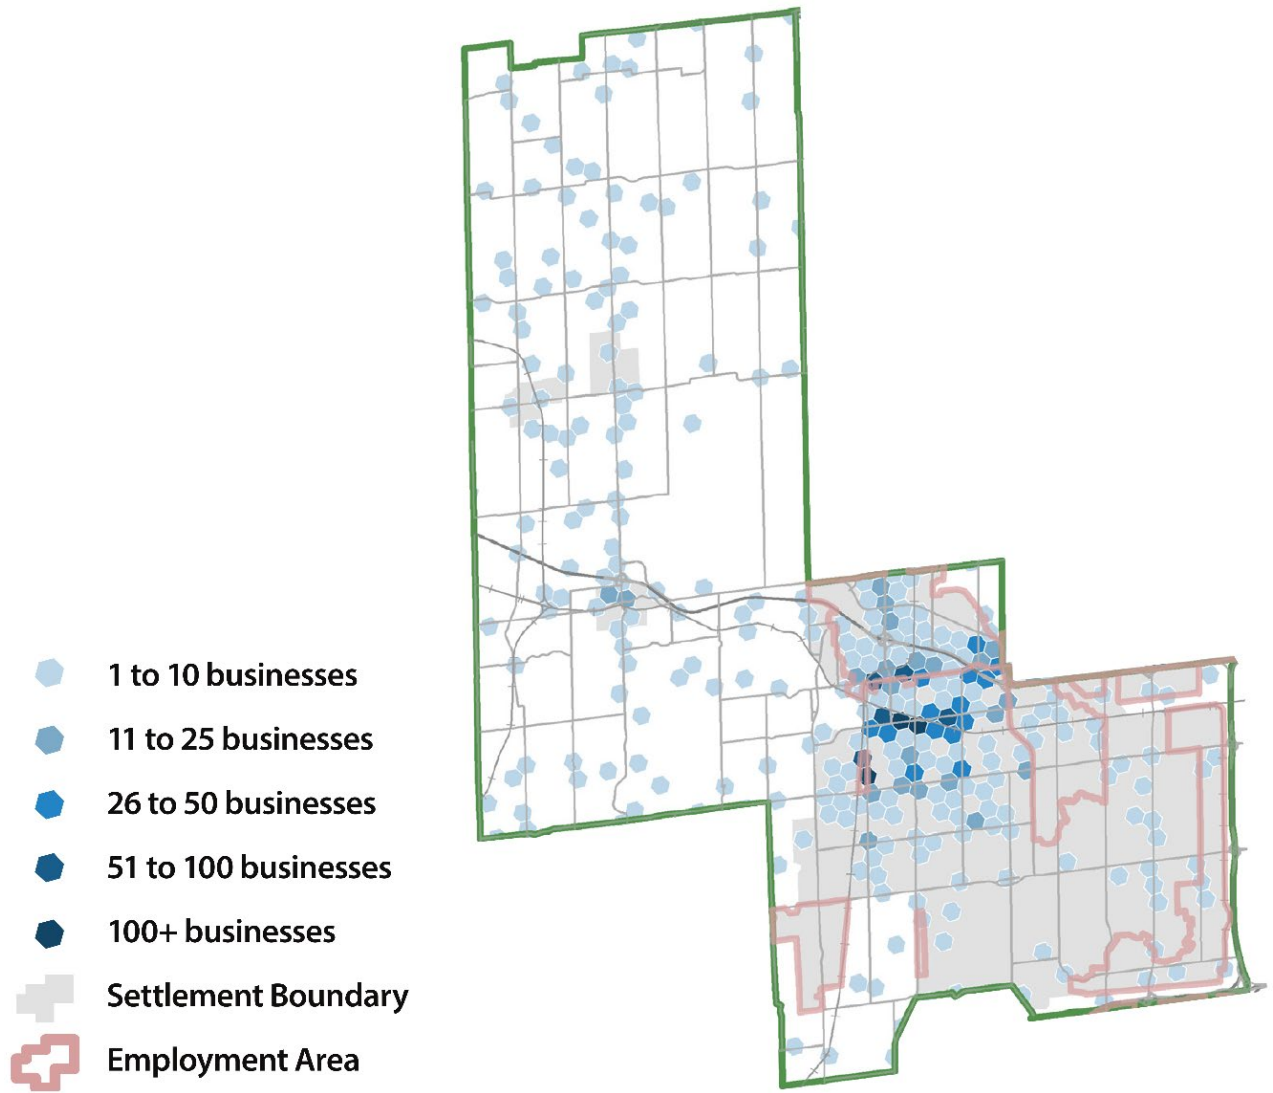 1 to 10 businesses
11 to 25 businesses
26 to 50 businesses
51 to 100 businesses
100+ businesses
Settlement Boundary
Employment Area